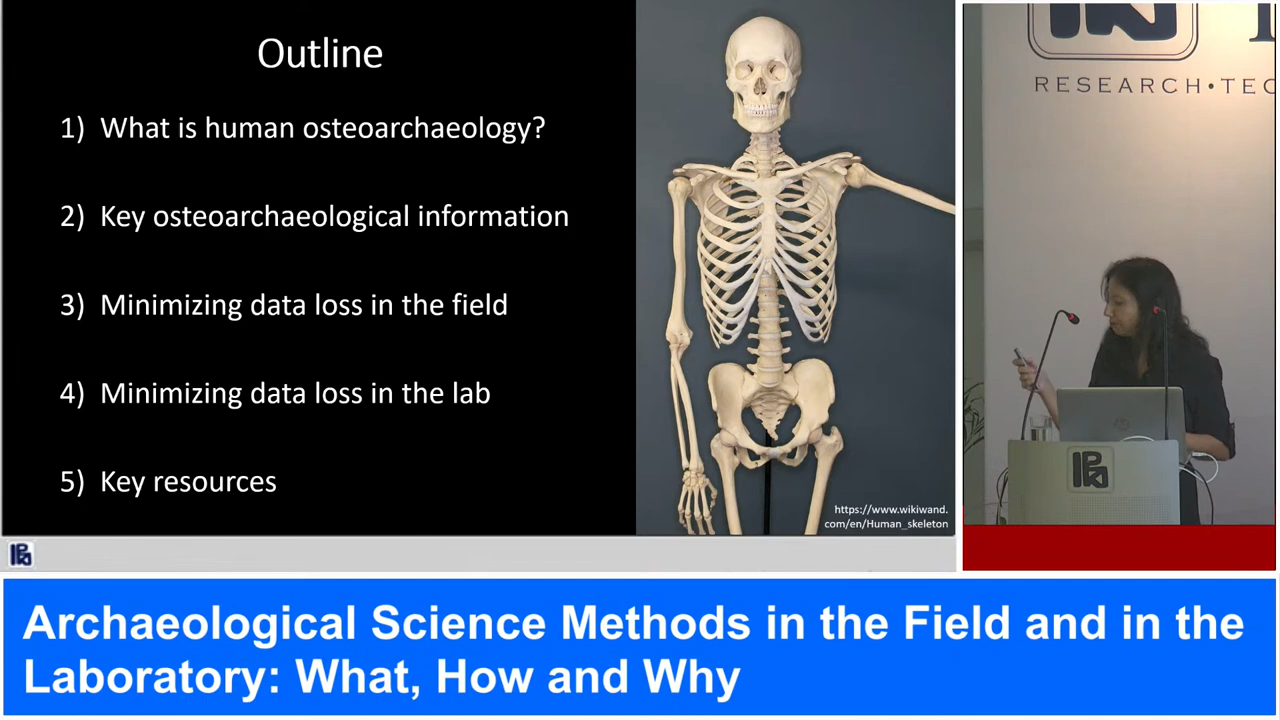 Outline
1) What is human osteoarchaeology?
2) Key osteoarchaeological information
3) Minimizing data loss in the field
4) Minimizing data loss in the lab
5) Key resources
https://www.wikiwand.
com/en/Human_skeleton
RESEARCH•TEC
Archaeological Science Methods in the Field and in the
Laboratory: What, How and Why